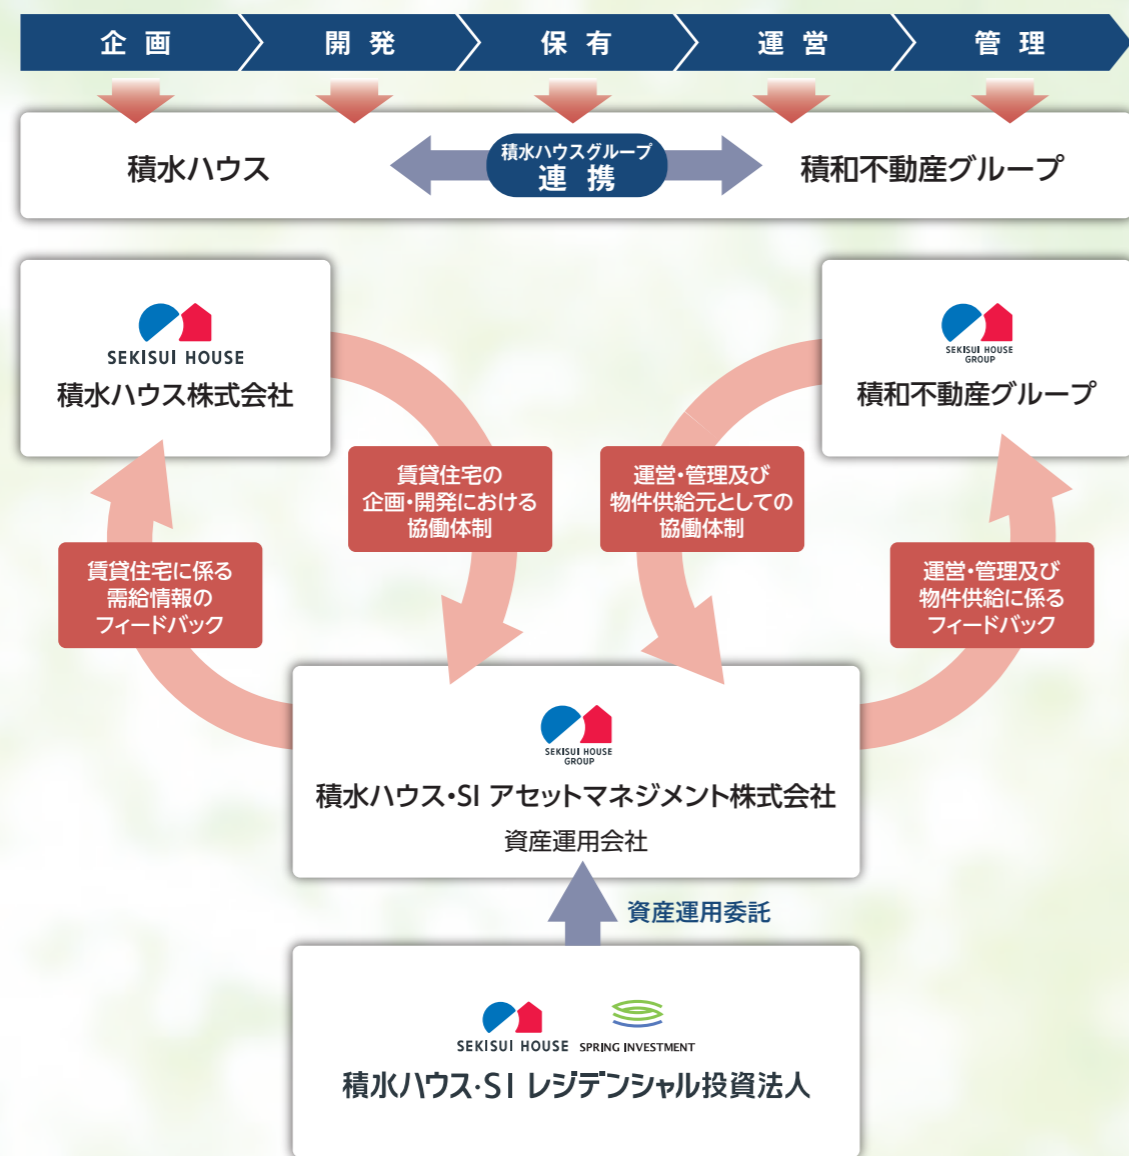 企画
開発
保有
運営
管理
積水ハウス
積水ハウスグループ
連携
積和不動産グループ
SEKISUI HOUSE
積水ハウス株式会社
SEKISUI HOUSE
GROUP
積和不動産グループ
賃貸住宅の
企画・開発における
協働体制
運営・管理及び
物件供給元としての
協働体制
賃貸住宅に係る
需給情報の
フィードバック
運営・管理及び
物件供給に係る
フィードバック
SEKISUI HOUSE
GROUP
積水ハウス・SI アセットマネジメント株式会社
資産運用会社
資産運用委託
SEKISUI HOUSE
SPRING INVESTMENT
積水ハウス・SI レジデンシャル投資法人